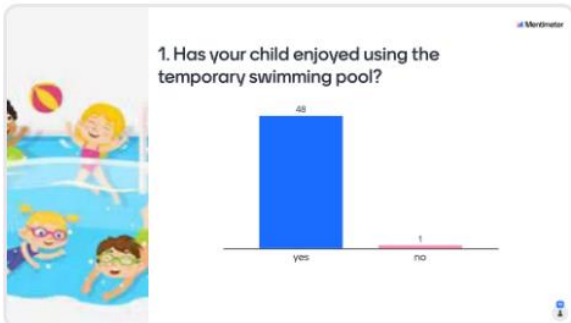 Mentimeter
1. Has your child enjoyed using the
temporary swimming pool?
48
1
yes
no